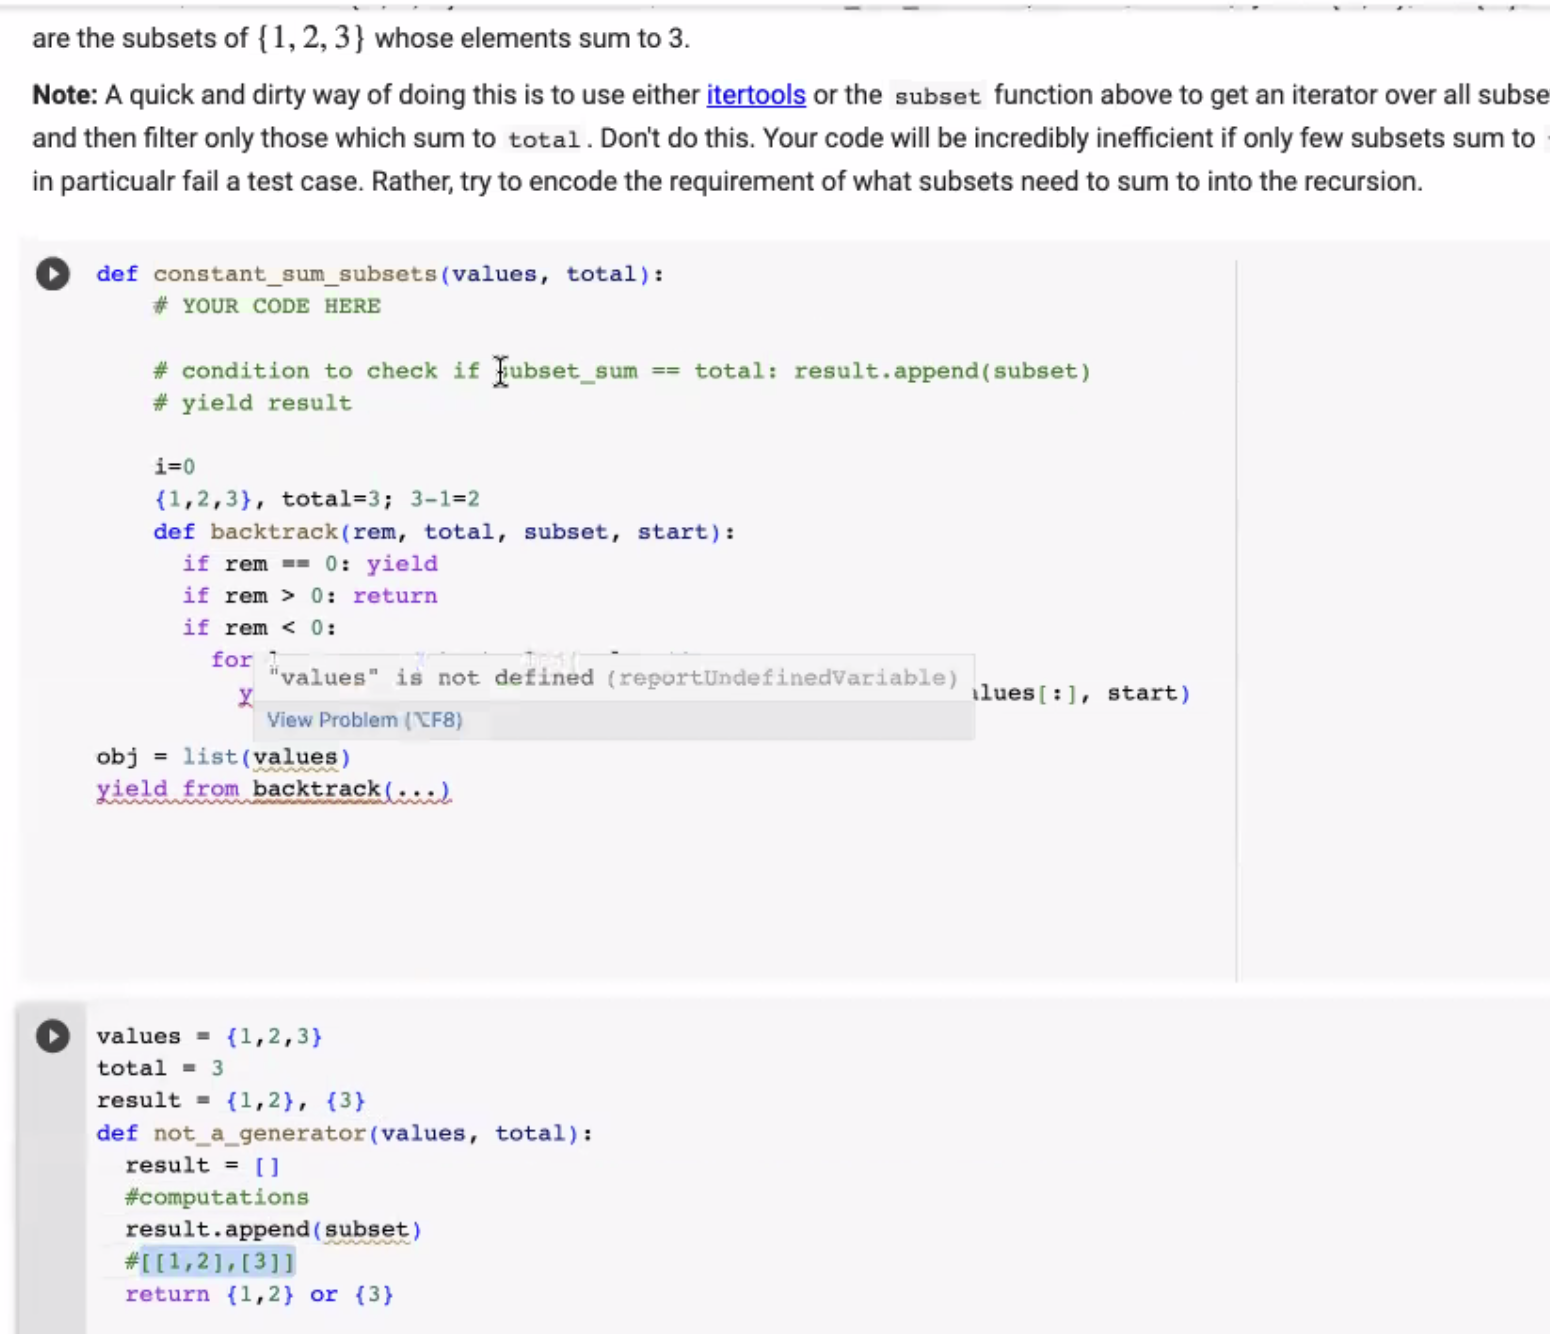 are the subsets of {1, 2, 3} whose elements sum to 3.
Note: A quick and dirty way of doing this is to use either itertools or the subset function above to get an iterator over all subse
and then filter only those which sum to total. Don't do this. Your code will be incredibly inefficient if only few subsets sum to
in particualr fail a test case. Rather, try to encode the requirement of what subsets need to sum to into the recursion.
def constant_sum_subsets(values, total):
# YOUR CODE HERE
# condition to check if subset_sum == total: result.append(subset)
# yield result
i=0
{1,2,3}, total=3; 3-1=2
def backtrack(rem, total, subset, start):
if rem == 0: yield
if rem > 0: return
if rem < 0:
for
"values" is not defined (reportUndefinedVariable)
y alues[:], start)
View Problem (⌥F8)
obj = list(values)
yield from backtrack(...)
values = {1,2,3}
total = 3
result = {1,2}, {3}
def not_a_generator(values, total):
result = []
#computations
result.append(subset)
#[[1,2],[3]]
return {1,2} or {3}